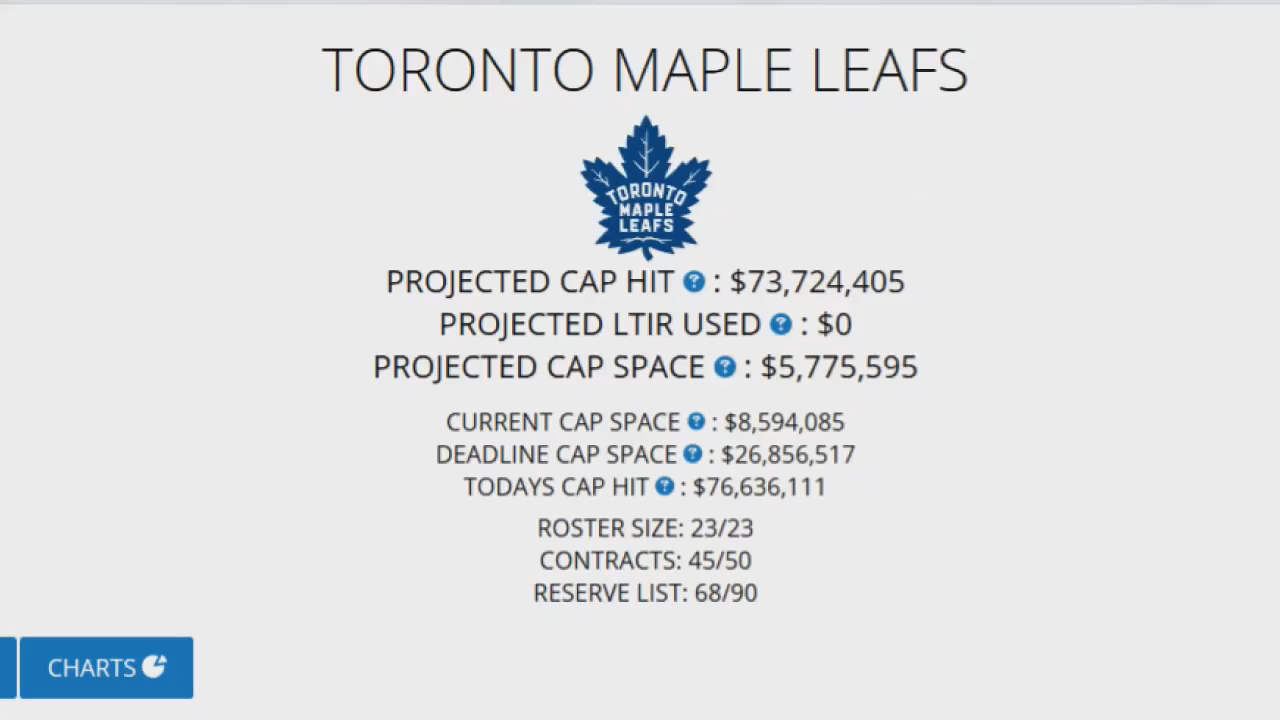 TORONTO MAPLE LEAFS
TORONTO
MAPLE
LEAFS
PROJECTED CAP HIT ? : $73,724,405
PROJECTED LTIR USED ? : $0
PROJECTED CAP SPACE ? : $5,775,595
CURRENT CAP SPACE ? : $8,594,085
DEADLINE CAP SPACE ? : $26,856,517
TODAYS CAP HIT ? : $76,636,111
ROSTER SIZE: 23/23
CONTRACTS: 45/50
RESERVE LIST: 68/90
CHARTS